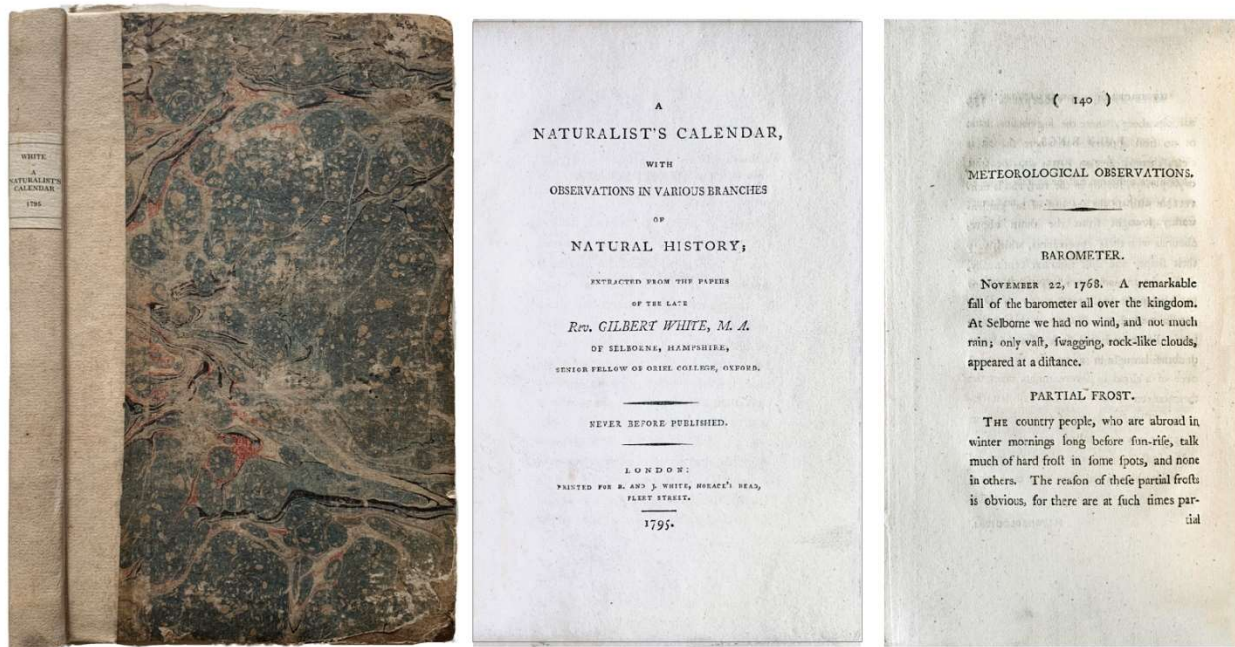 WHITE
A
NATURALIST'S
CALENDAR
1795
A
NATURALIST'S CALENDAR,
WITH
OBSERVATIONS IN VARIOUS BRANCHES
OF
NATURAL HISTORY;
EXTRACTED FROM THE PAPERS
OF THE LATE
Rev. GILBERT WHITE, M. A.
OF SELBORNE, HAMPSHIRE,
SENIOR FELLOW OF ORIEL COLLEGE, OXFORD.
NEVER BEFORE PUBLISHED.
LONDON:
PRINTED FOR B. AND J. WHITE, HORACE'S HEAD,
FLEET STREET.
1795.
( 140 )
METEOROLOGICAL OBSERVATIONS.
BAROMETER.
NOVEMBER 22, 1768. A remarkable
fall of the barometer all over the kingdom.
At Selborne we had no wind, and not much
rain; only vaſt, ſwagging, rock-like clouds,
appeared at a diſtance.
PARTIAL FROST.
THE country people, who are abroad in
winter mornings long before ſun-riſe, talk
much of hard froſt in ſome ſpots, and none
in others. The reaſon of theſe partial froſts
is obvious, for there are at ſuch times par-
tial